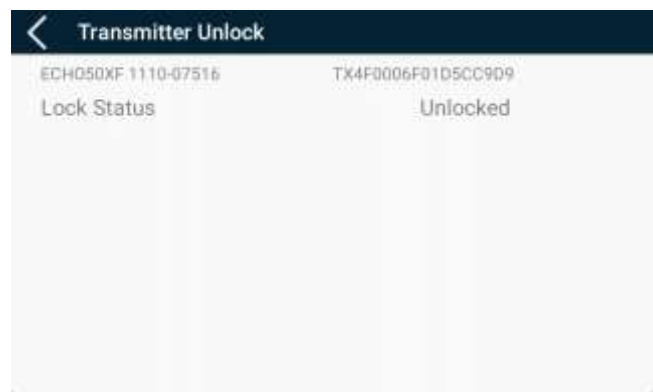 Transmitter Unlock
ECHO50XF 1110-07516 TX4F0006F01D5CC9D9
Lock Status Unlocked